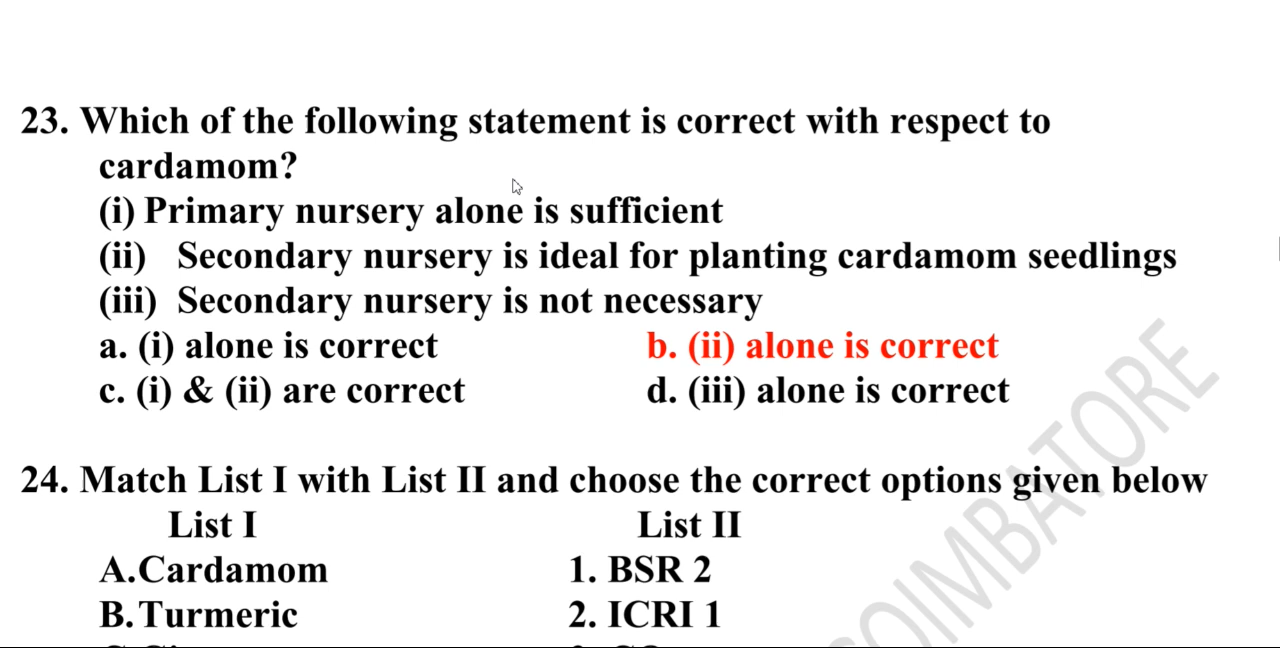 23. Which of the following statement is correct with respect to
cardamom?
(i) Primary nursery alone is sufficient
(ii) Secondary nursery is ideal for planting cardamom seedlings
(iii) Secondary nursery is not necessary
a. (i) alone is correct b. (ii) alone is correct
c. (i) & (ii) are correct d. (iii) alone is correct
24. Match List I with List II and choose the correct options given below
List I List II
A.Cardamom 1. BSR 2
B.Turmeric 2. ICRI 1
OIMBATORE